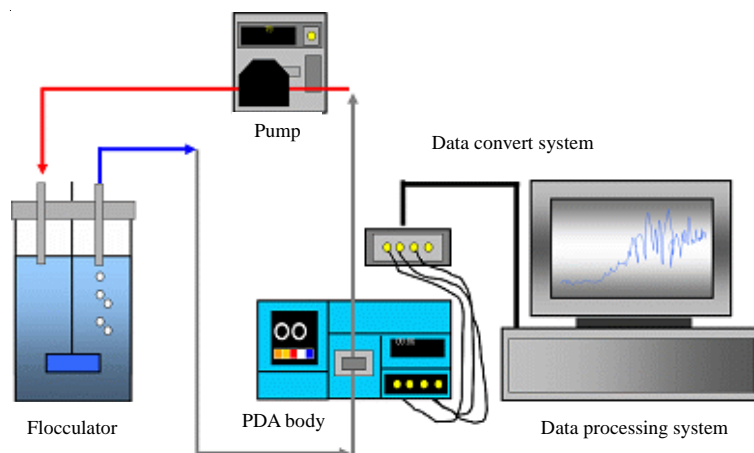 Pump
Data convert system
PDA body
Flocculator
Data processing system